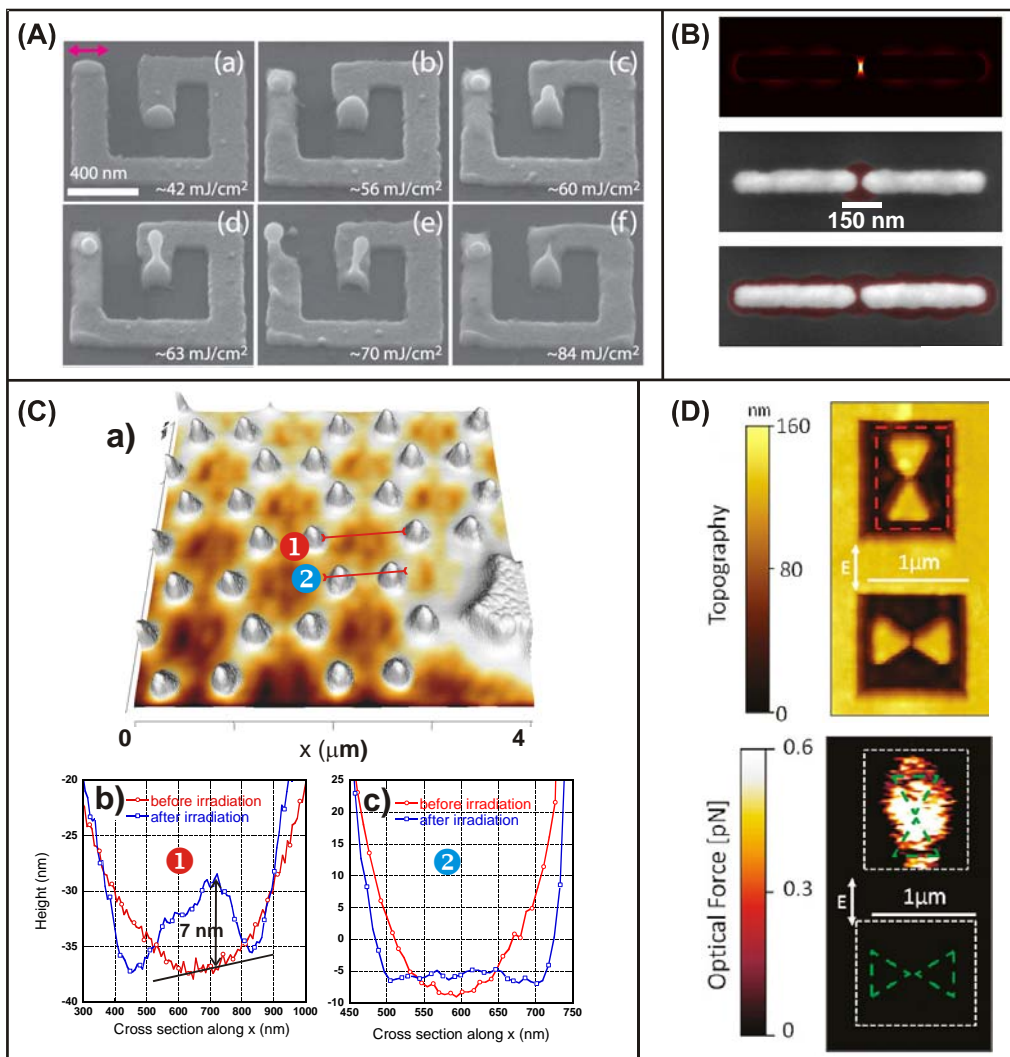 (A)
(a)
400 nm
~42 mJ/cm²
(b)
~56 mJ/cm²
(c)
~60 mJ/cm²
(d)
~63 mJ/cm²
(e)
~70 mJ/cm²
(f)
~84 mJ/cm²
(B)
150 nm
(C)
a)
1
2
0
x (μm)
4
b)
before irradiation
after irradiation
1
7 nm
-20
-25
-30
-35
-40
Height (nm)
300 400 500 600 700 800 900 1000
Cross section along x (nm)
c)
before irradiation
after irradiation
2
25
20
15
10
5
0
-5
-10
450 500 550 600 650 700 750
Cross section along x (nm)
(D)
nm
160
80
0
Topography
E
1μm
0.6
0.3
0
Optical Force [pN]
E
1μm